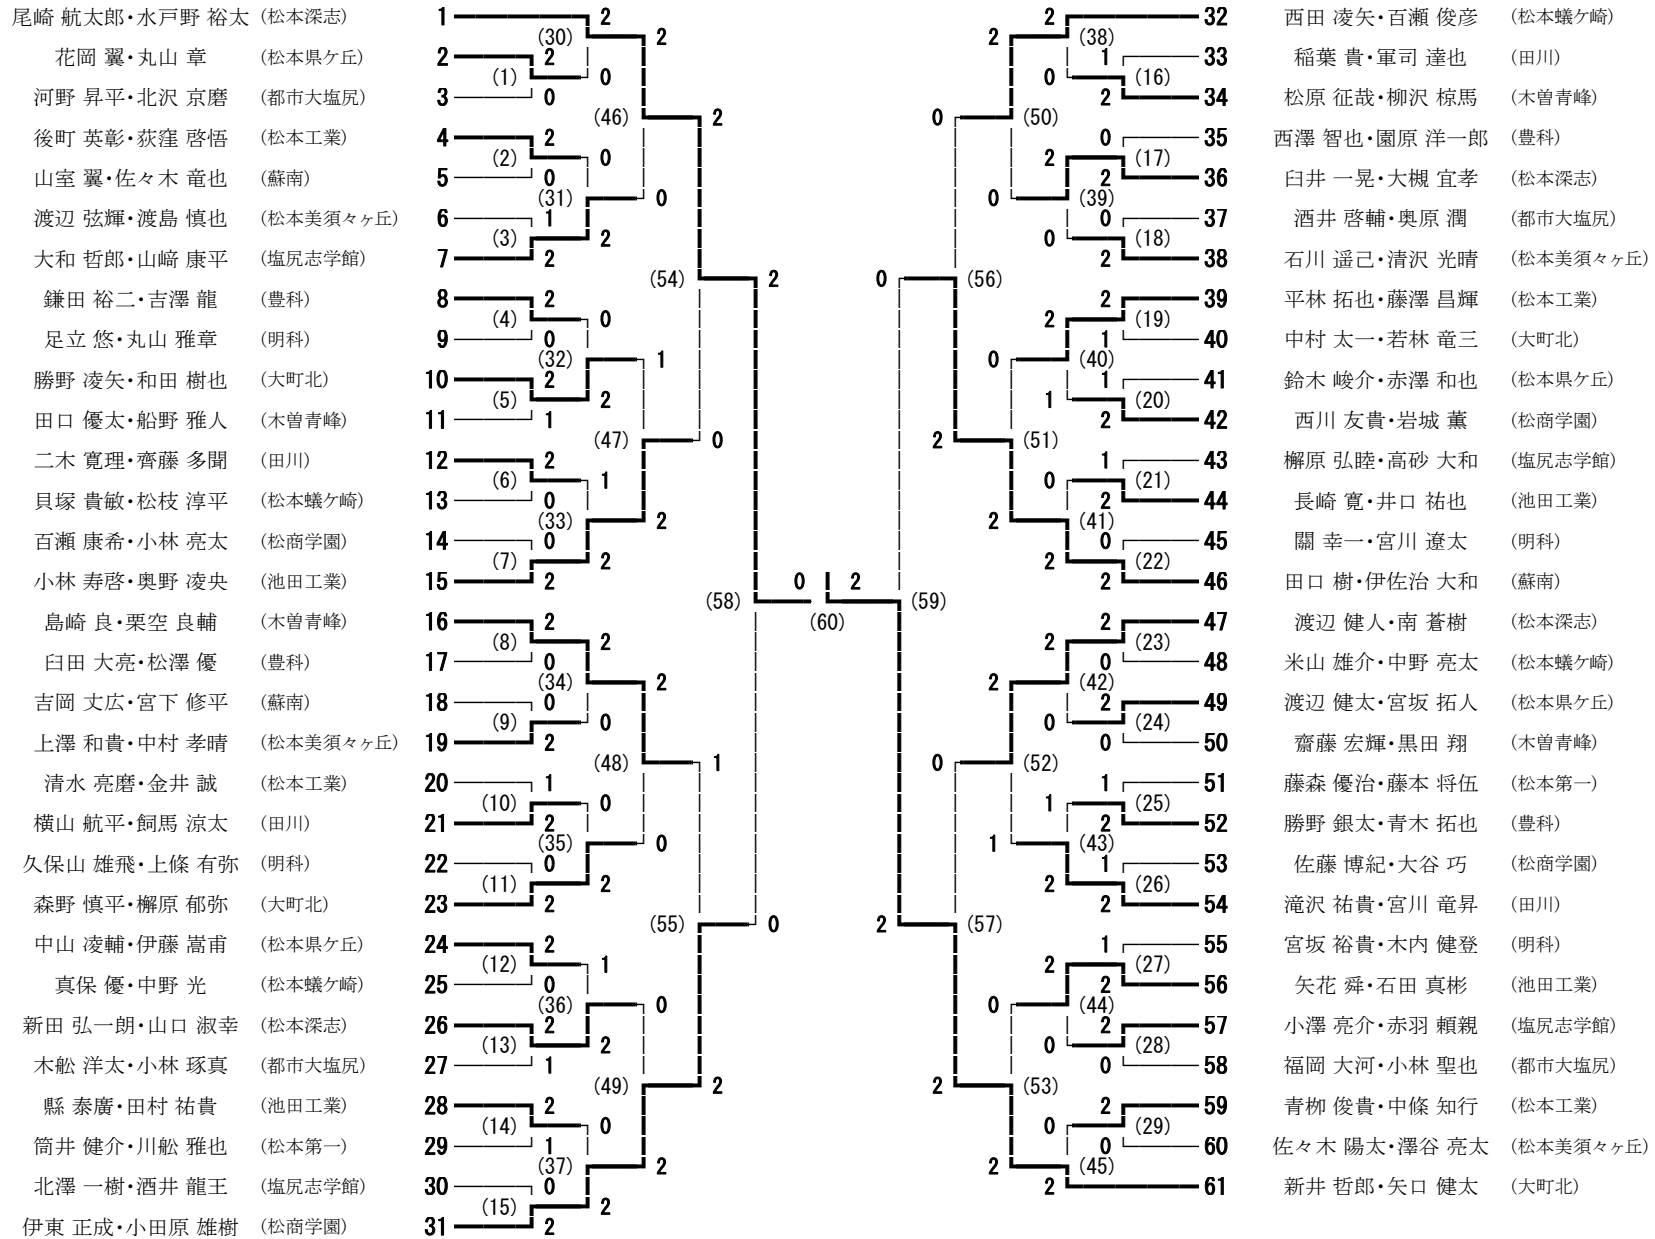 尾崎 航太郎・水戸野 裕太 (松本深志) 1 2 2 32 西田 凌矢・百瀬 俊彦 (松本蟻ケ崎)
(30) 2 2 (38)
花岡 翼・丸山 章 (松本県ケ丘) 2 2 1 33 稲葉 貴・軍司 達也 (田川)
(1) 0 0 (16)
河野 昇平・北沢 京磨 (都市大塩尻) 3 0 2 34 松原 征哉・柳沢 椋馬 (木曽青峰)
(46) 2 0 (50)
後町 英彰・荻窪 啓悟 (松本工業) 4 2 0 35 西澤 智也・園原 洋一郎 (豊科)
(2) 0 2 (17)
山室 翼・佐々木 竜也 (蘇南) 5 0 2 36 臼井 一晃・大槻 宜孝 (松本深志)
(31) 0 0 (39)
渡辺 弦輝・渡島 慎也 (松本美須々ヶ丘) 6 1 0 37 酒井 啓輔・奥原 潤 (都市大塩尻)
(3) 2 0 (18)
大和 哲郎・山﨑 康平 (塩尻志学館) 7 2 2 38 石川 遥己・清沢 光晴 (松本美須々ヶ丘)
(54) 2 0 (56)
鎌田 裕二・吉澤 龍 (豊科) 8 2 2 39 平林 拓也・藤澤 昌輝 (松本工業)
(4) 0 2 (19)
足立 悠・丸山 雅章 (明科) 9 0 1 40 中村 太一・若林 竜三 (大町北)
(32) 1 0 (40)
勝野 凌矢・和田 樹也 (大町北) 10 2 1 41 鈴木 峻介・赤澤 和也 (松本県ケ丘)
(5) 2 1 (20)
田口 優太・船野 雅人 (木曽青峰) 11 1 2 42 西川 友貴・岩城 薫 (松商学園)
(47) 0 2 (51)
二木 寛理・齊藤 多聞 (田川) 12 2 1 43 檞原 弘睦・高砂 大和 (塩尻志学館)
(6) 1 0 (21)
貝塚 貴敏・松枝 淳平 (松本蟻ケ崎) 13 0 2 44 長崎 寛・井口 祐也 (池田工業)
(33) 2 2 (41)
百瀬 康希・小林 亮太 (松商学園) 14 0 0 45 關 幸一・宮川 遼太 (明科)
(7) 2 2 (22)
小林 寿啓・奥野 凌央 (池田工業) 15 2 0 2 2 46 田口 樹・伊佐治 大和 (蘇南)
(58) (59)
島崎 良・栗空 良輔 (木曽青峰) 16 2 (60) 2 47 渡辺 健人・南 蒼樹 (松本深志)
(8) 2 2 (23)
臼田 大亮・松澤 優 (豊科) 17 0 0 48 米山 雄介・中野 亮太 (松本蟻ケ崎)
(34) 2 2 (42)
吉岡 丈広・宮下 修平 (蘇南) 18 0 2 49 渡辺 健太・宮坂 拓人 (松本県ケ丘)
(9) 0 0 (24)
上澤 和貴・中村 孝晴 (松本美須々ヶ丘) 19 2 0 50 齋藤 宏輝・黒田 翔 (木曽青峰)
(48) 1 0 (52)
清水 亮磨・金井 誠 (松本工業) 20 1 1 51 藤森 優治・藤本 将伍 (松本第一)
(10) 0 1 (25)
横山 航平・飼馬 涼太 (田川) 21 2 2 52 勝野 銀太・青木 拓也 (豊科)
(35) 0 1 (43)
久保山 雄飛・上條 有弥 (明科) 22 0 1 53 佐藤 博紀・大谷 巧 (松商学園)
(11) 2 2 (26)
森野 慎平・檞原 郁弥 (大町北) 23 2 2 54 滝沢 祐貴・宮川 竜昇 (田川)
(55) 0 2 (57)
中山 凌輔・伊藤 嵩甫 (松本県ケ丘) 24 2 1 55 宮坂 裕貴・木内 健登 (明科)
(12) 1 2 (27)
真保 優・中野 光 (松本蟻ケ崎) 25 0 2 56 矢花 舜・石田 真彬 (池田工業)
(36) 0 0 (44)
新田 弘一朗・山口 淑幸 (松本深志) 26 2 2 57 小澤 亮介・赤羽 頼親 (塩尻志学館)
(13) 2 0 (28)
木舩 洋太・小林 琢真 (都市大塩尻) 27 1 0 58 福岡 大河・小林 聖也 (都市大塩尻)
(49) 2 2 (53)
縣 泰廣・田村 祐貴 (池田工業) 28 2 2 59 青栁 俊貴・中條 知行 (松本工業)
(14) 0 0 (29)
筒井 健介・川舩 雅也 (松本第一) 29 1 0 60 佐々木 陽太・澤谷 亮太 (松本美須々ヶ丘)
(37) 2 2 (45)
北澤 一樹・酒井 龍王 (塩尻志学館) 30 0 2 61 新井 哲郎・矢口 健太 (大町北)
(15) 2
伊東 正成・小田原 雄樹 (松商学園) 31 2